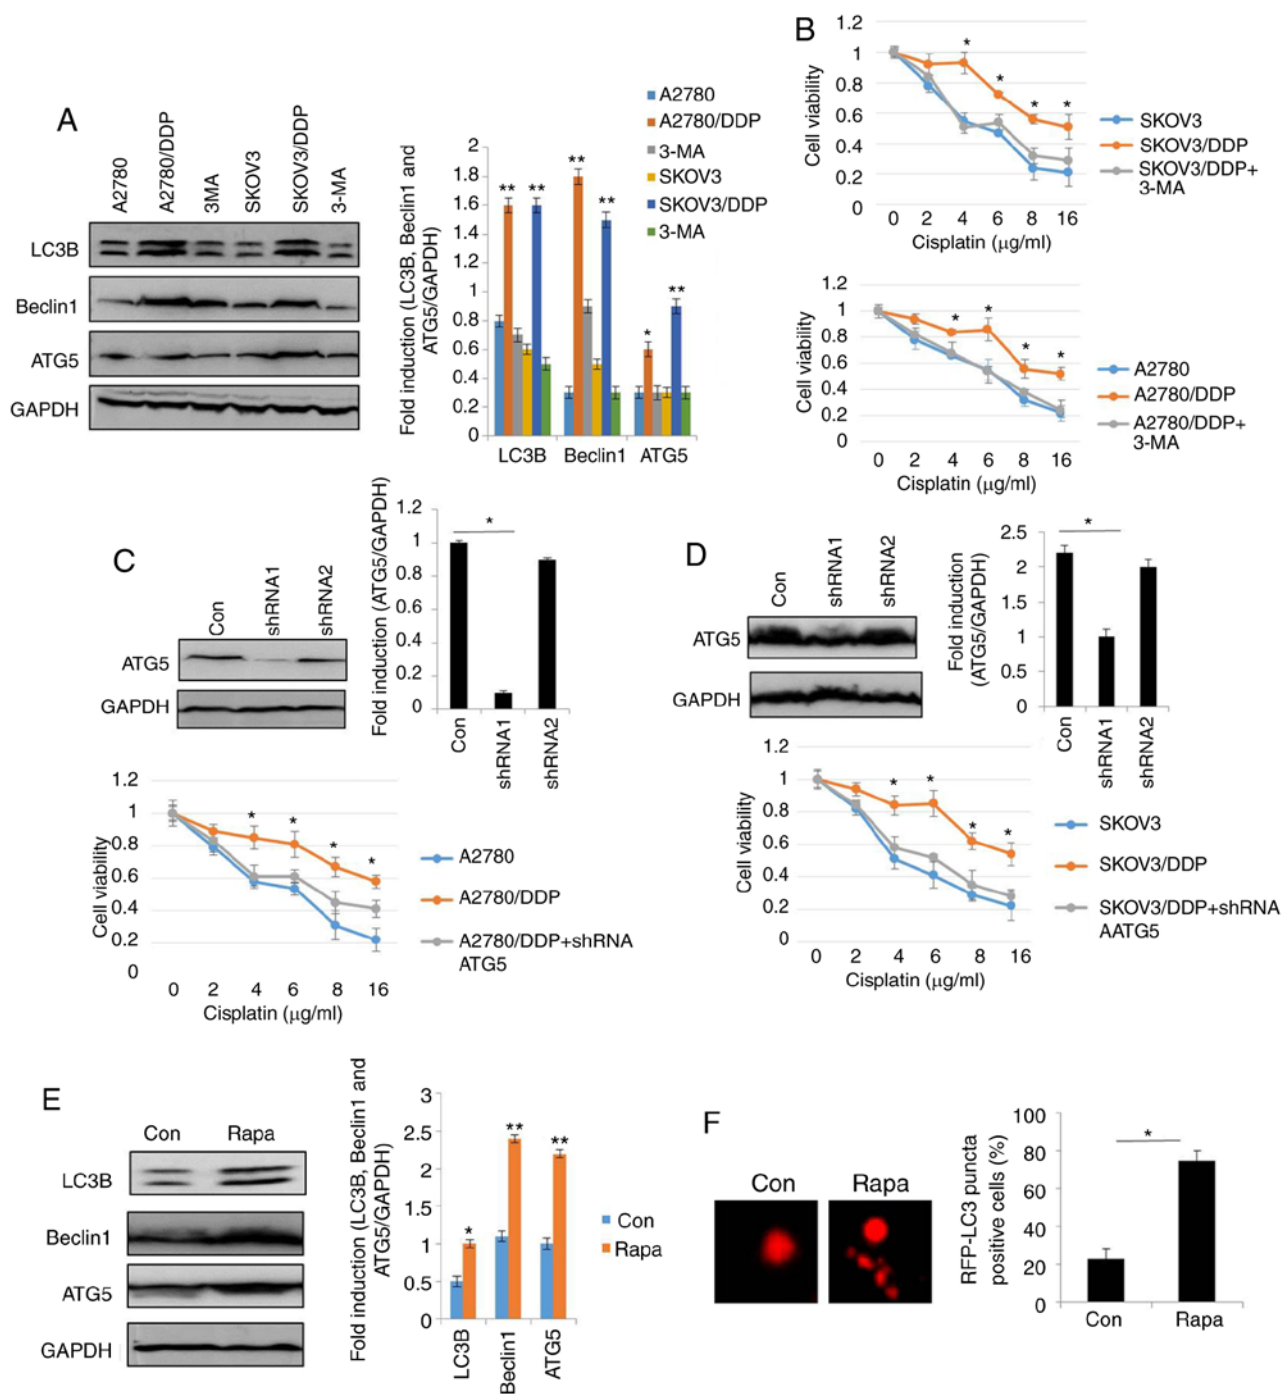 A
A2780
A2780/DDP
3MA
SKOV3
SKOV3/DDP
3-MA
LC3B
Beclin1
ATG5
GAPDH
Fold induction (LC3B, Beclin1 and
ATG5/GAPDH)
2
1.8
1.6
1.4
1.2
1
0.8
0.6
0.4
0.2
0
** ** ** ** * **
LC3B Beclin1 ATG5
A2780
A2780/DDP
3-MA
SKOV3
SKOV3/DDP
3-MA
B
Cell viability
1.2
1
0.8
0.6
0.4
0.2
0
* * * *
0 2 4 6 8 16
Cisplatin (μg/ml)
SKOV3
SKOV3/DDP
SKOV3/DDP+
3-MA
Cell viability
1.2
1
0.8
0.6
0.4
0.2
0
* * * *
0 2 4 6 8 16
Cisplatin (μg/ml)
A2780
A2780/DDP
A2780/DDP+
3-MA
C
Con
shRNA1
shRNA2
ATG5
GAPDH
Fold induction (ATG5/GAPDH)
1.2
1
0.8
0.6
0.4
0.2
0
*
Con
shRNA1
shRNA2
Cell viability
1.2
1
0.8
0.6
0.4
0.2
0
* * * *
0 2 4 6 8 16
Cisplatin (μg/ml)
A2780
A2780/DDP
A2780/DDP+shRNA
ATG5
D
Con
shRNA1
shRNA2
ATG5
GAPDH
Fold induction
(ATG5/GAPDH)
2.5
2
1.5
1
0.5
0
*
Con
shRNA1
shRNA2
Cell viability
1.2
1
0.8
0.6
0.4
0.2
0
* * * *
0 2 4 6 8 16
Cisplatin (μg/ml)
SKOV3
SKOV3/DDP
SKOV3/DDP+shRNA
AATG5
E
Con Rapa
LC3B
Beclin1
ATG5
GAPDH
Fold induction (LC3B, Beclin1 and
ATG5/GAPDH)
3
2.5
2
1.5
1
0.5
0
* ** **
LC3B
Beclin1
ATG5
Con
Rapa
F
Con Rapa
RFP-LC3 puncta
positive cells (%)
100
80
60
40
20
0
*
Con Rapa